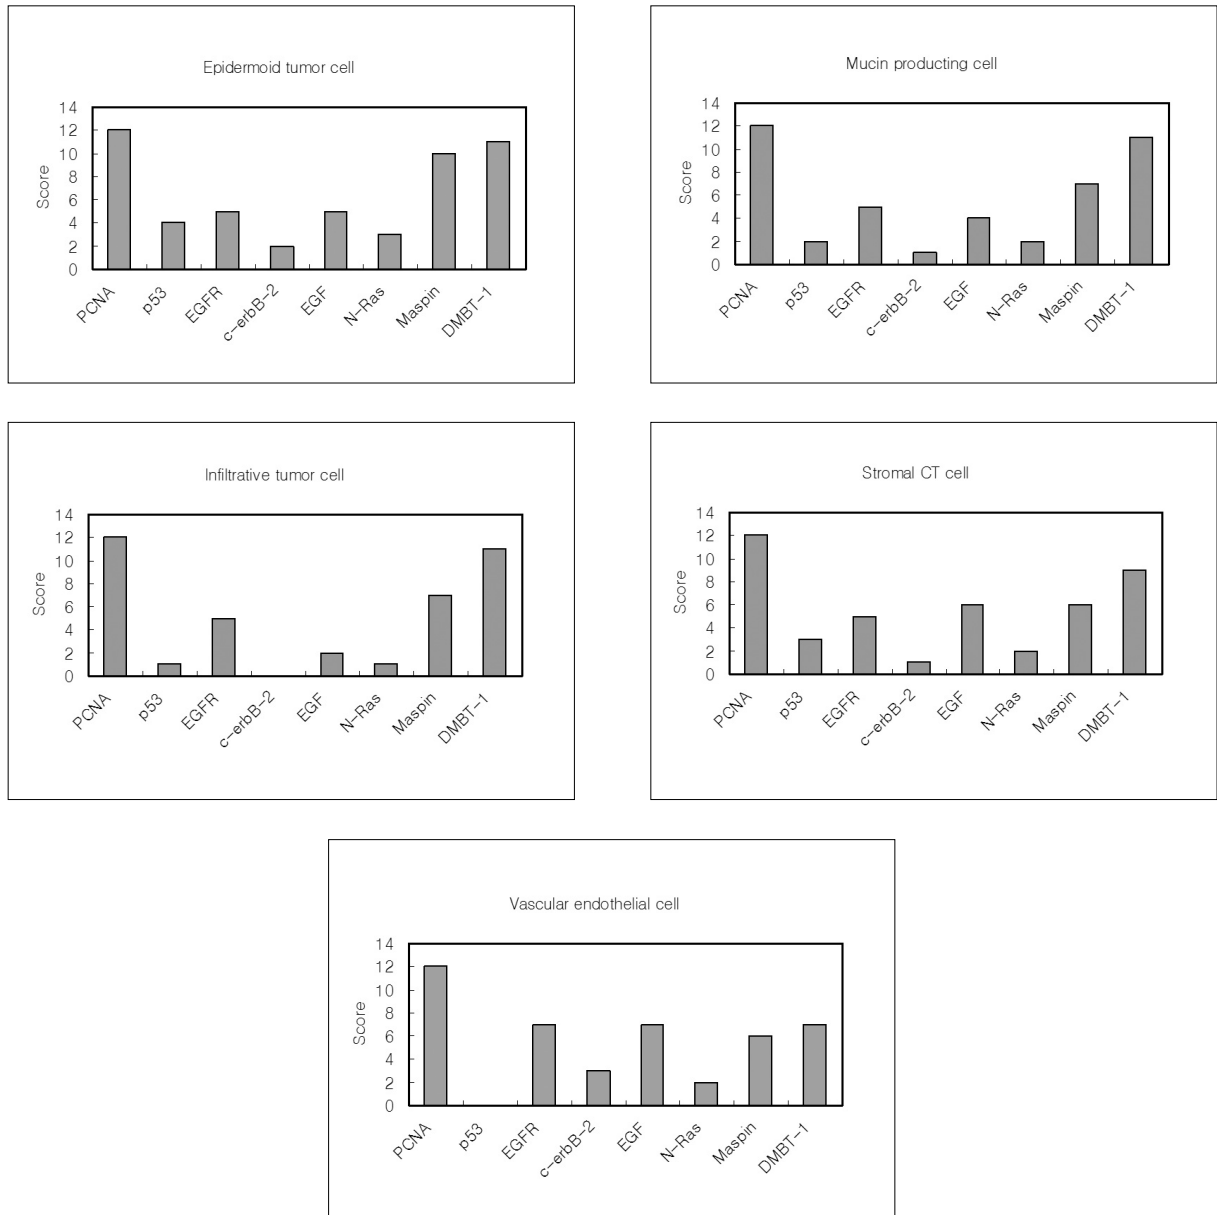 Epidermoid tumor cell
Score
14
12
10
8
6
4
2
0
PCNA
p53
EGFR
c-erbB-2
EGF
N-Ras
Maspin
DMBT-1
Mucin producting cell
Score
14
12
10
8
6
4
2
0
PCNA
p53
EGFR
c-erbB-2
EGF
N-Ras
Maspin
DMBT-1
Infiltrative tumor cell
Score
14
12
10
8
6
4
2
0
PCNA
p53
EGFR
c-erbB-2
EGF
N-Ras
Maspin
DMBT-1
Stromal CT cell
Score
14
12
10
8
6
4
2
0
PCNA
p53
EGFR
c-erbB-2
EGF
N-Ras
Maspin
DMBT-1
Vascular endothelial cell
Score
14
12
10
8
6
4
2
0
PCNA
p53
EGFR
c-erbB-2
EGF
N-Ras
Maspin
DMBT-1